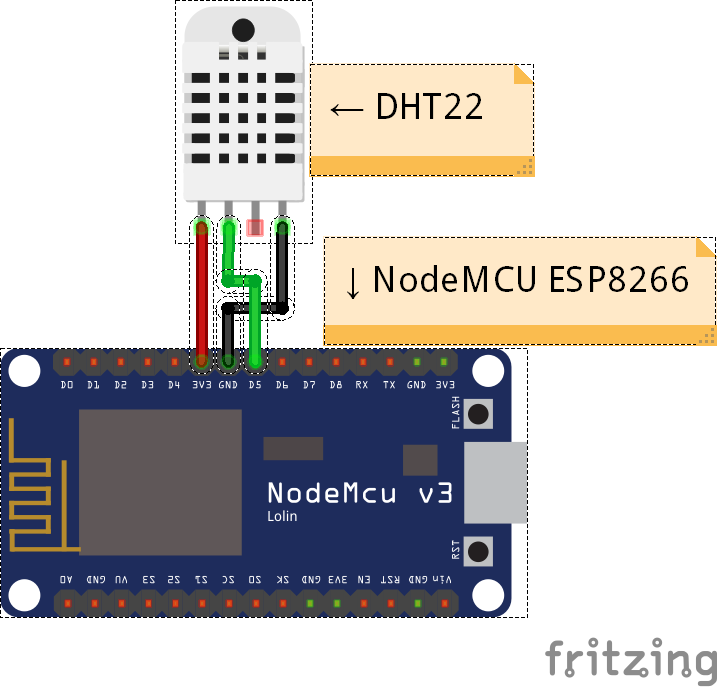 ← DHT22
↓ NodeMCU ESP8266
D0 D1 D2 D3 D4 3V3 GND D5 D6 D7 D8 RX TX GND 3V3
FLASH
NodeMcu v3
Lolin
RST
A0 GND VU S3 S2 S1 SC SO SK GND 3V3 EN RST GND Vin
fritzing